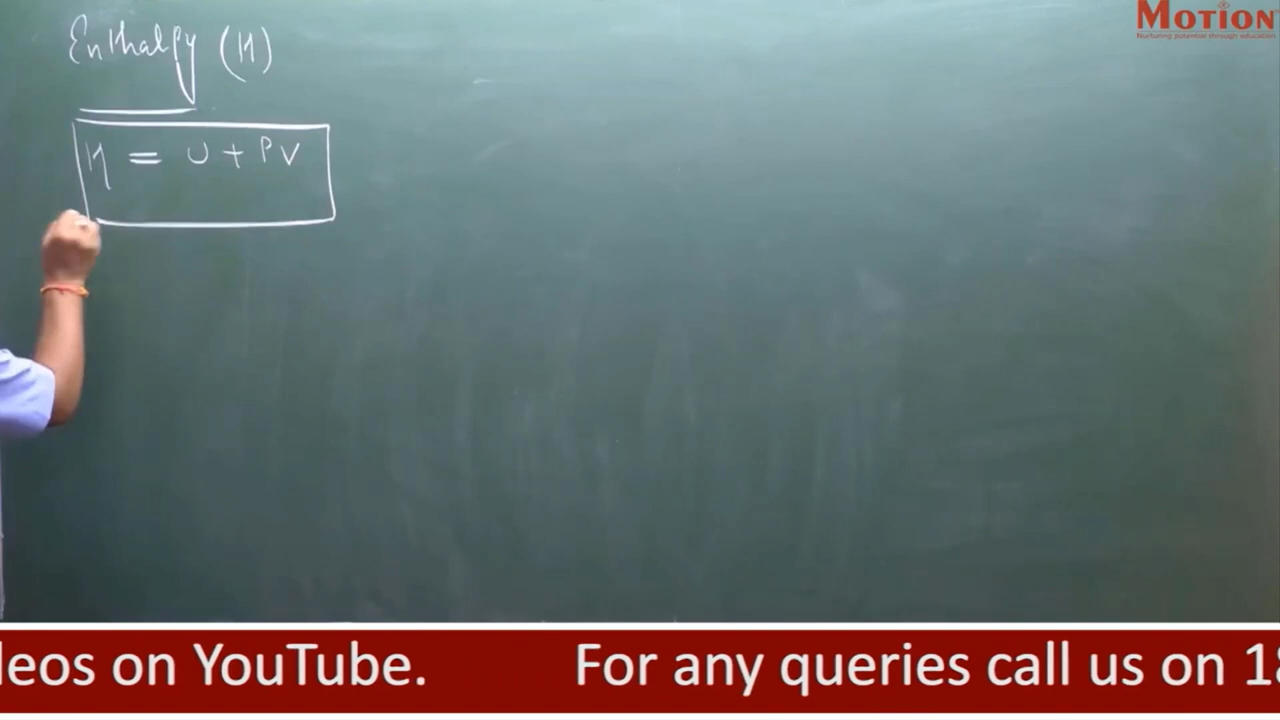 Enthalpy (H)
H = U + PV
MOTION
Nurturing potential through education
deos on YouTube. For any queries call us on 18